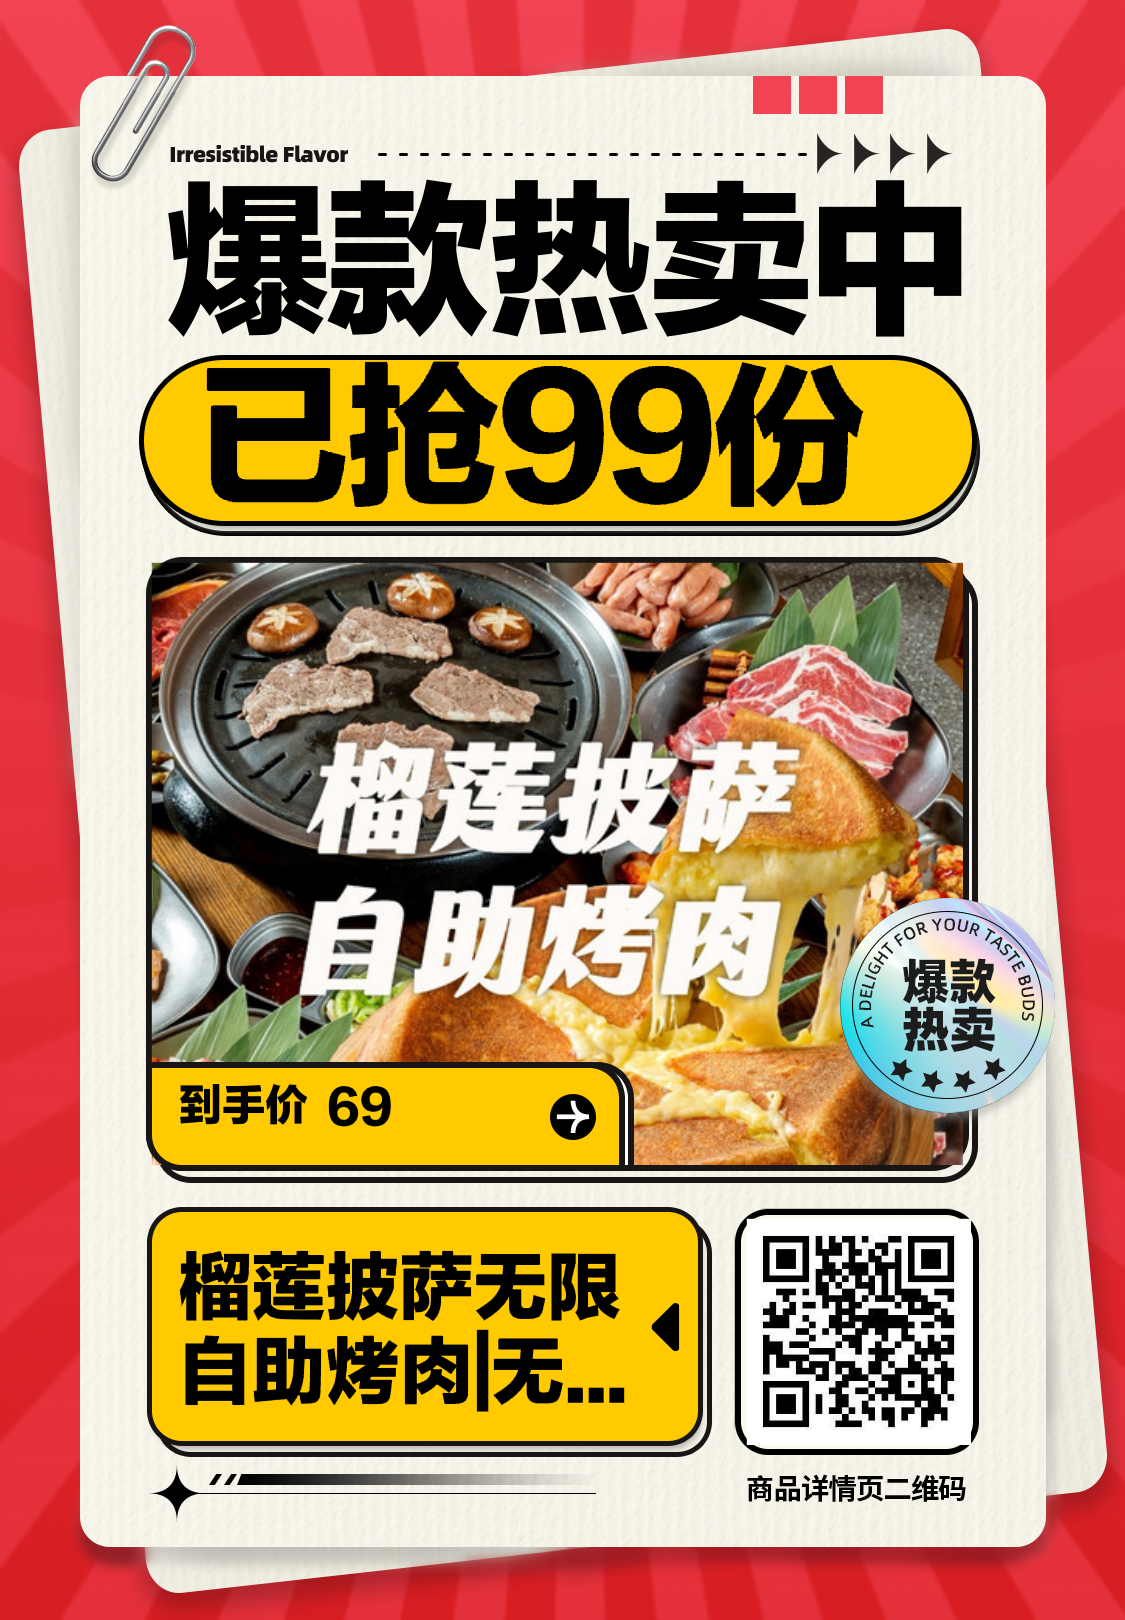 Irresistible Flavor
爆款热卖中
已抢99份
榴莲披萨
自助烤肉
A DELIGHT FOR YOUR TASTE BUDS
爆款
热卖
到手价 69
榴莲披萨无限
自助烤肉|无...
商品详情页二维码